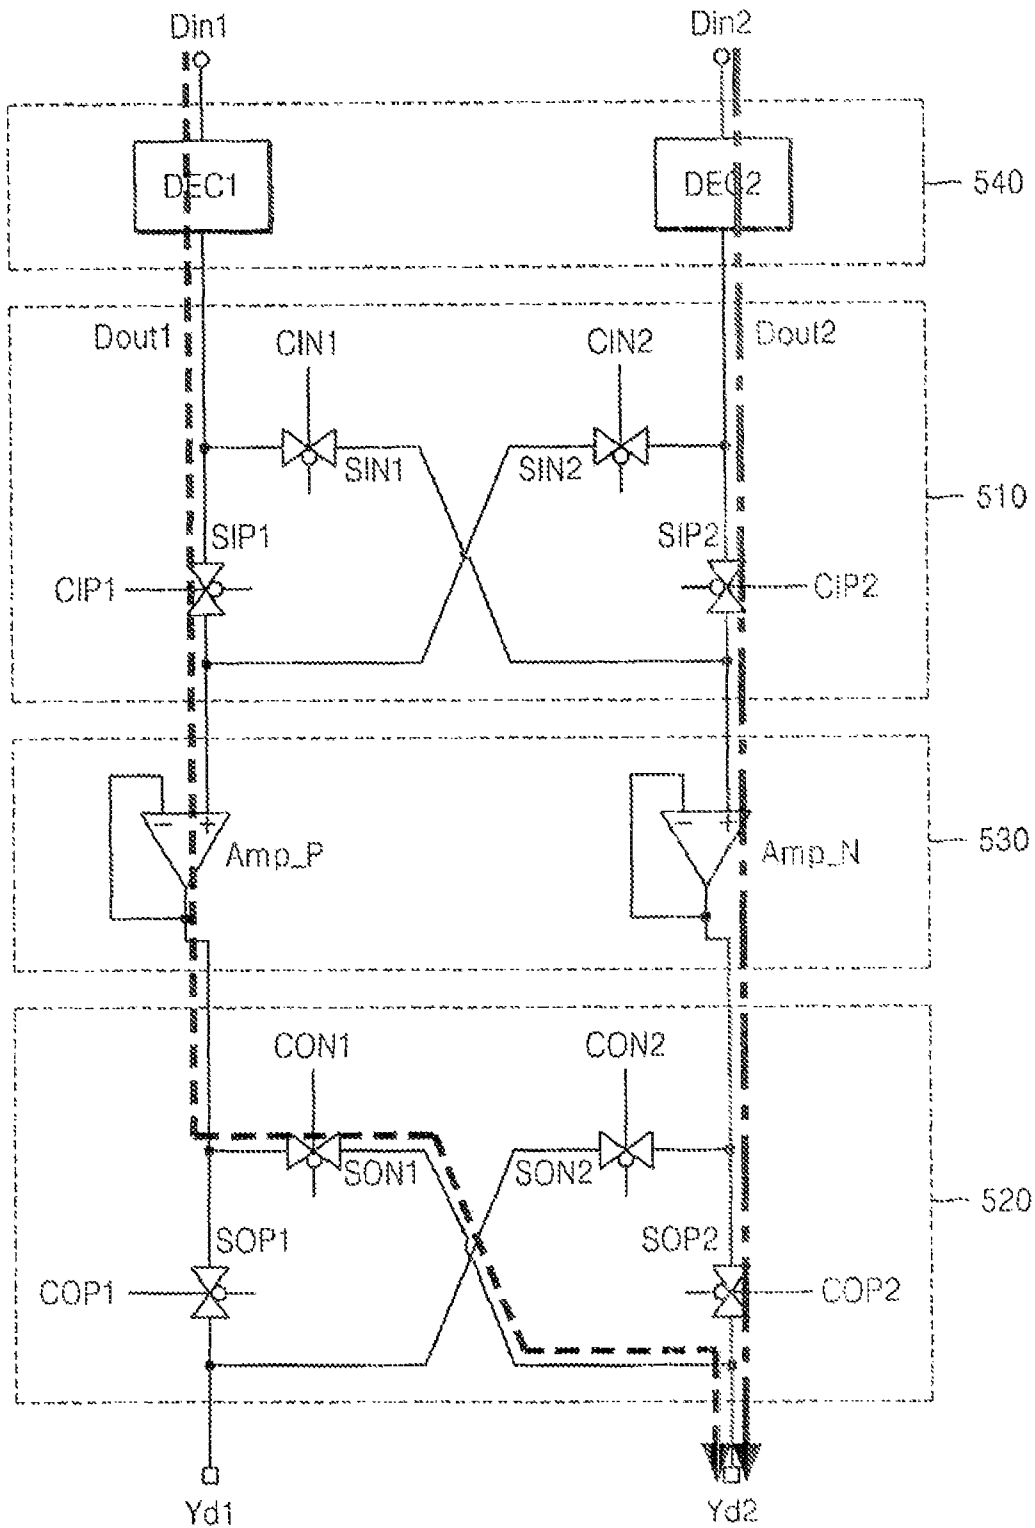 Din1 Din2
DEC1 DEC2 540
Dout1 CIN1 CIN2 Dout2
SIN1 SIN2 510
SIP1 SIP2
CIP1 CIP2
- + Amp_P - + Amp_N 530
CON1 CON2
SON1 SON2 520
SOP1 SOP2
COP1 COP2
Yd1 Yd2